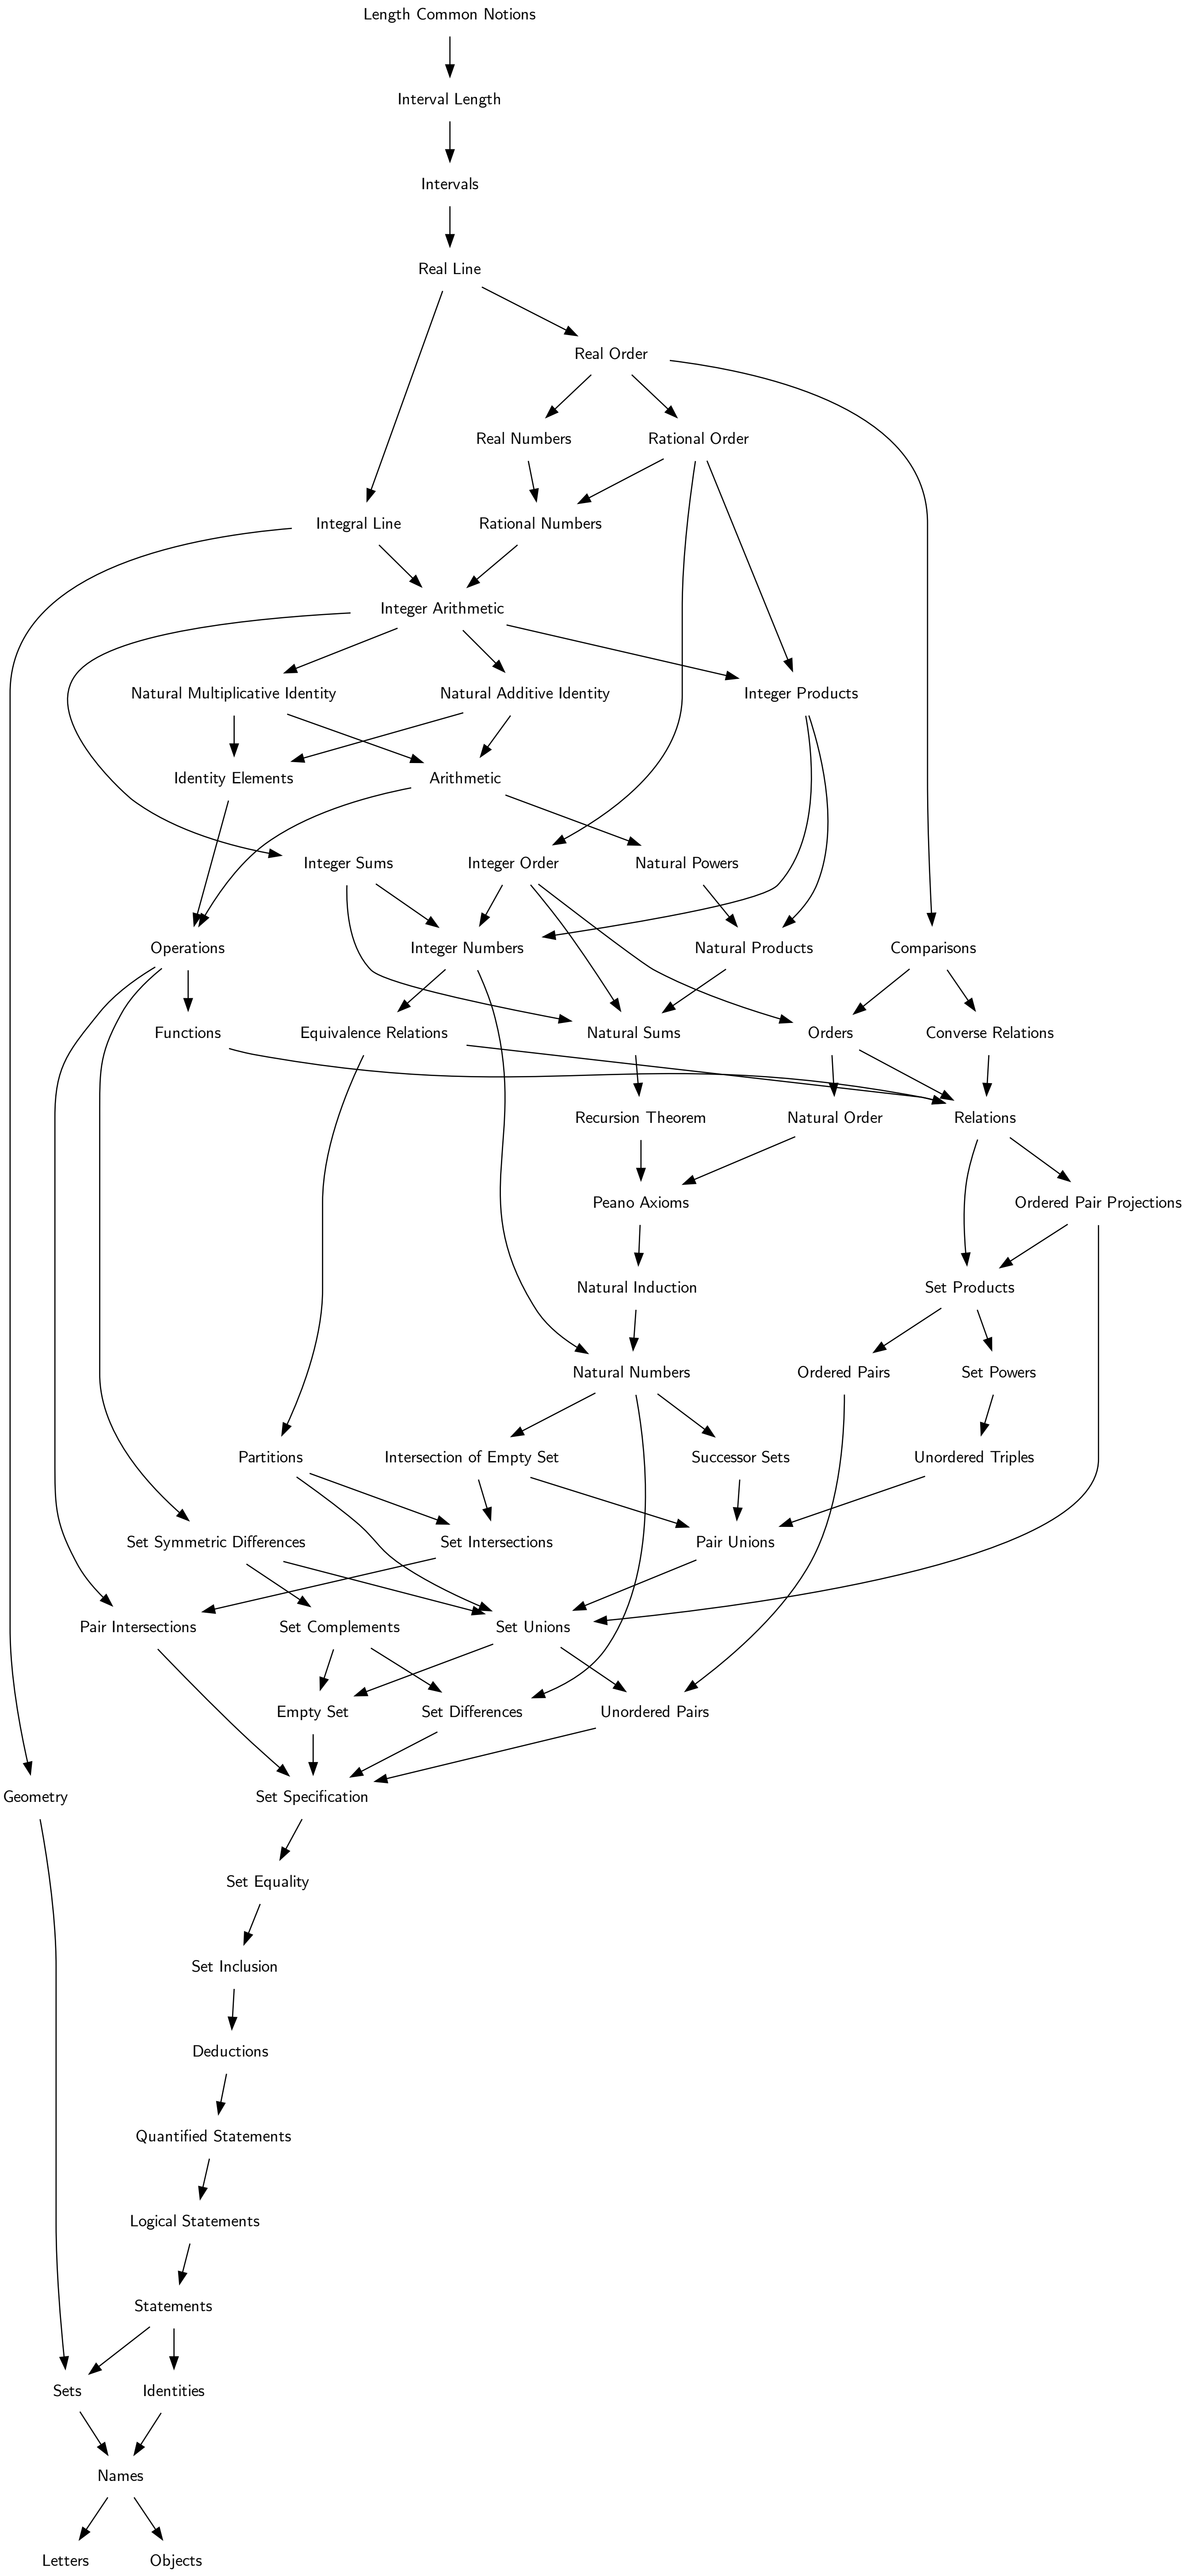 Length Common Notions
Interval Length
Intervals
Real Line
Real Order
Real Numbers
Rational Order
Integral Line
Rational Numbers
Integer Arithmetic
Natural Multiplicative Identity
Natural Additive Identity
Integer Products
Identity Elements
Arithmetic
Integer Sums
Integer Order
Natural Powers
Operations
Integer Numbers
Natural Products
Comparisons
Functions
Equivalence Relations
Natural Sums
Orders
Converse Relations
Recursion Theorem
Natural Order
Relations
Peano Axioms
Ordered Pair Projections
Natural Induction
Set Products
Natural Numbers
Ordered Pairs
Set Powers
Partitions
Intersection of Empty Set
Successor Sets
Unordered Triples
Set Symmetric Differences
Set Intersections
Pair Unions
Pair Intersections
Set Complements
Set Unions
Empty Set
Set Differences
Unordered Pairs
Geometry
Set Specification
Set Equality
Set Inclusion
Deductions
Quantified Statements
Logical Statements
Statements
Sets
Identities
Names
Letters
Objects